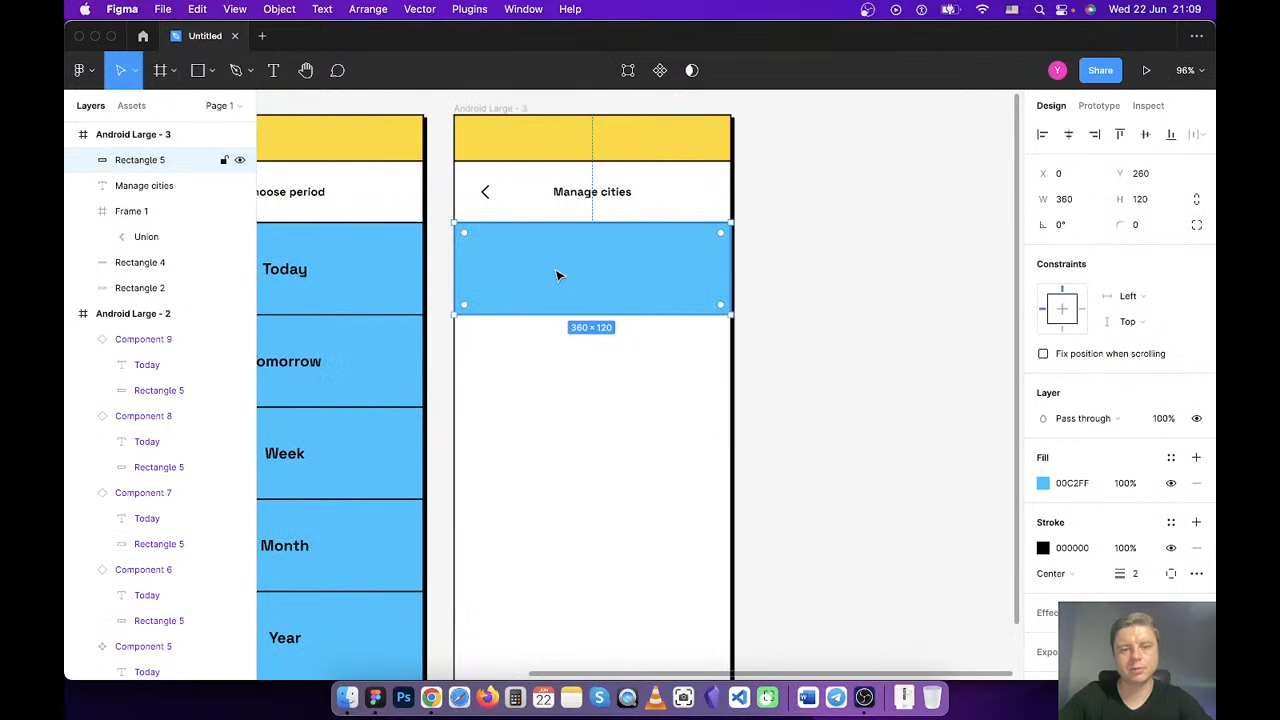 Figma File Edit View Object Text Arrange Vector Plugins Window Help Wed 22 Jun 21:09
Untitled
Y Share 96%
Layers Assets Page 1
Android Large - 3
Rectangle 5
Manage cities
Frame 1
Union
Rectangle 4
Rectangle 2
Android Large - 2
Component 9
Today
Rectangle 5
Component 8
Today
Rectangle 5
Component 7
Today
Rectangle 5
Component 6
Today
Rectangle 5
Component 5
Today
hoose period
Today
omorrow
Week
Month
Year
Android Large - 3
Manage cities
360 × 120
Design Prototype Inspect
X 0 Y 260
W 360 H 120
0° 0
Constraints
Left
Top
Fix position when scrolling
Layer
Pass through 100%
Fill
00C2FF 100%
Stroke
000000 100%
Center 2
Effec
Expo